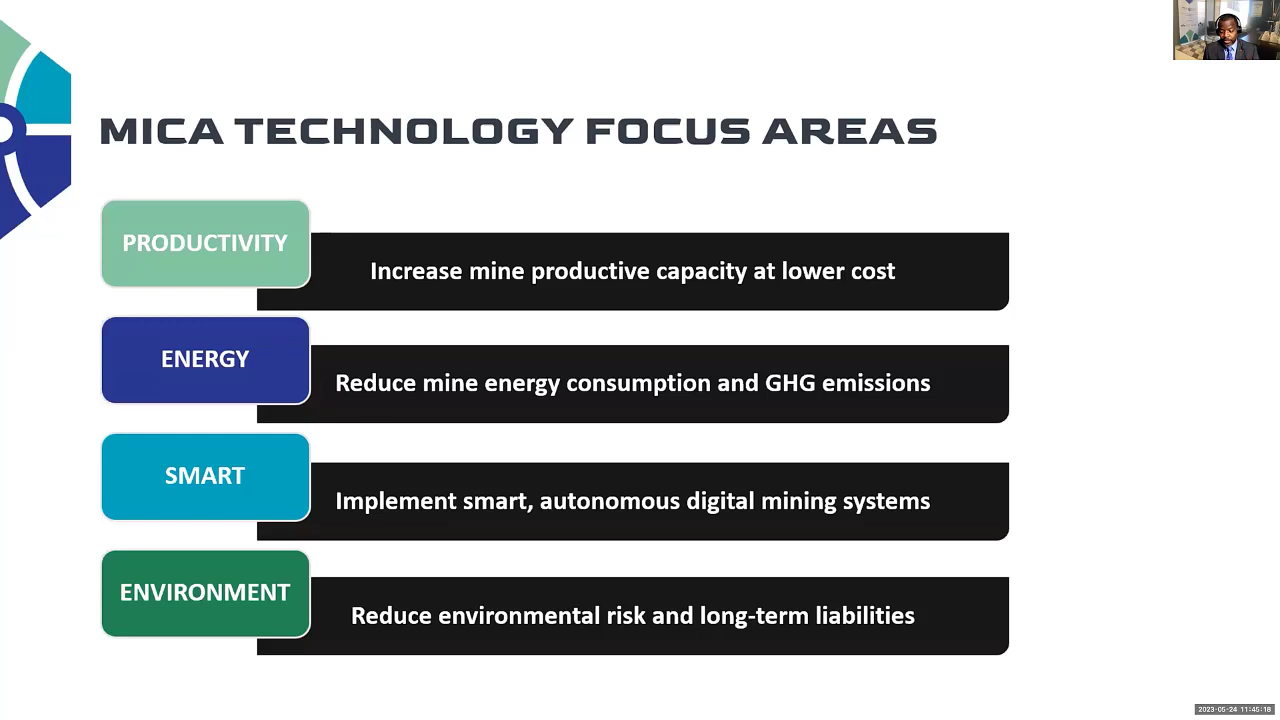 MICA TECHNOLOGY FOCUS AREAS
PRODUCTIVITY
Increase mine productive capacity at lower cost
ENERGY
Reduce mine energy consumption and GHG emissions
SMART
Implement smart, autonomous digital mining systems
ENVIRONMENT
Reduce environmental risk and long-term liabilities
2023-05-24 11:45:18